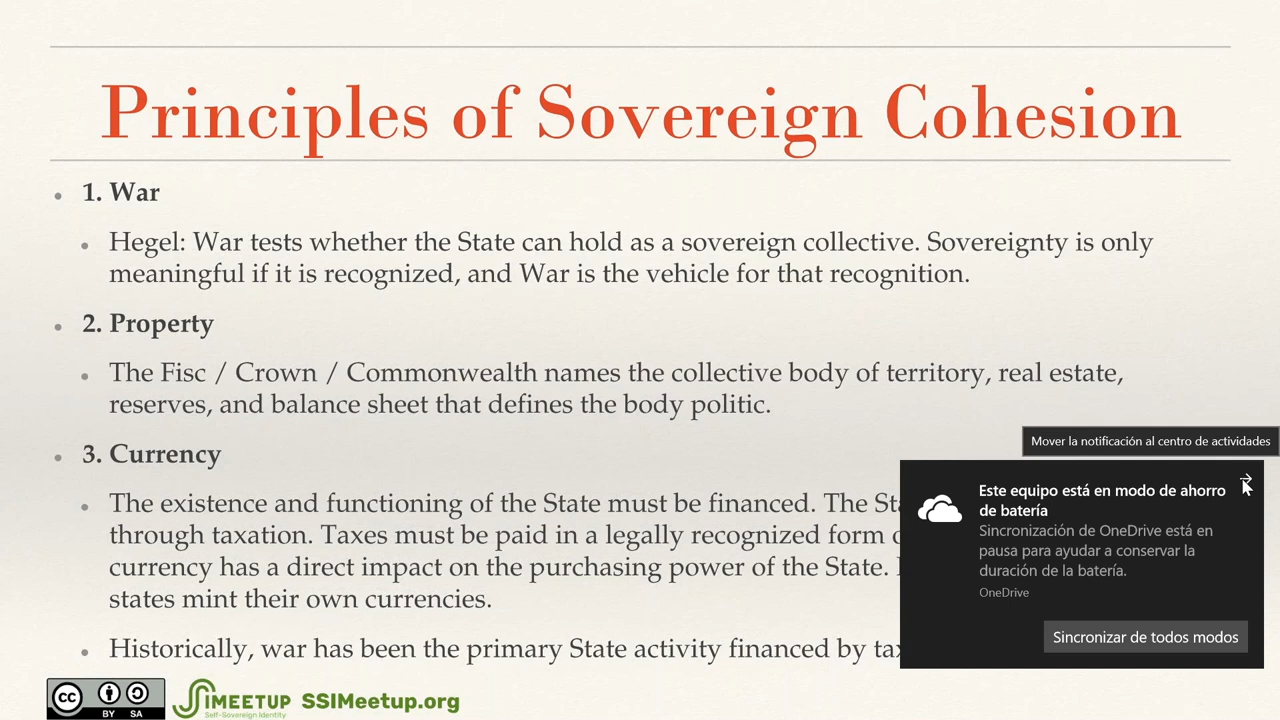 Principles of Sovereign Cohesion
1. War
Hegel: War tests whether the State can hold as a sovereign collective. Sovereignty is only
meaningful if it is recognized, and War is the vehicle for that recognition.
2. Property
The Fisc / Crown / Commonwealth names the collective body of territory, real estate,
reserves, and balance sheet that defines the body politic.
3. Currency
The existence and functioning of the State must be financed. The
through taxation. Taxes must be paid in a legally recognized form
currency has a direct impact on the purchasing power of the State.
states mint their own currencies.
Historically, war has been the primary State activity financed by
Mover la notificación al centro de actividades
Este equipo está en modo de ahorro
de batería
Sincronización de OneDrive está en
pausa para ayudar a conservar la
duración de la batería.
OneDrive
Sincronizar de todos modos
CC BY SA
SSIMEETUP SSIMeetup.org
Self-Sovereign Identity